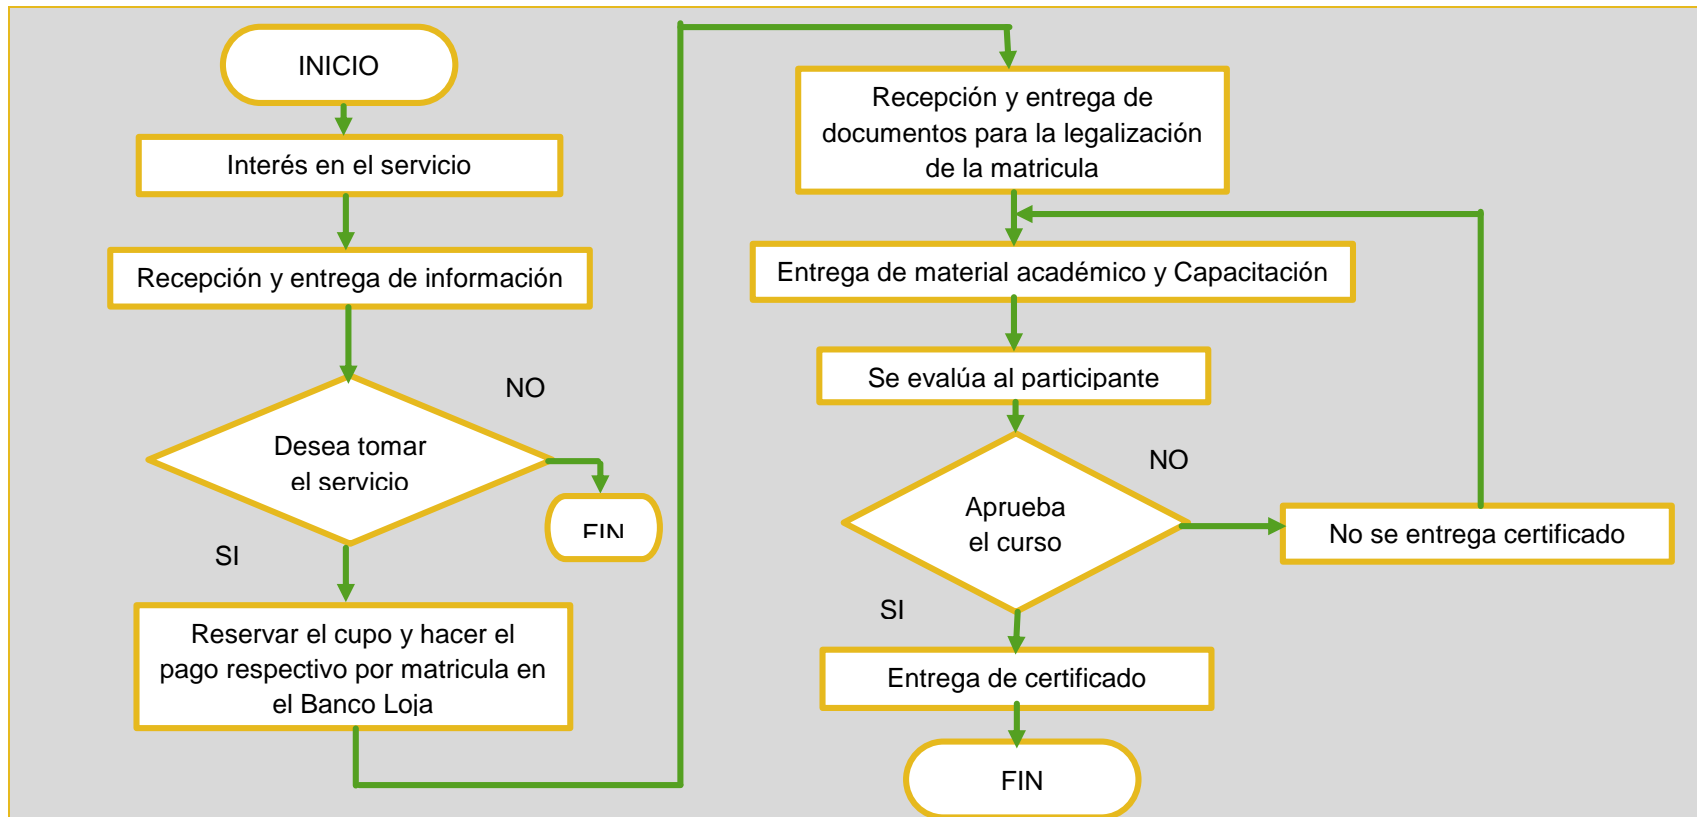 INICIO
Interés en el servicio
Recepción y entrega de información
NO
Desea tomar
el servicio
FIN
SI
Reservar el cupo y hacer el
pago respectivo por matricula en
el Banco Loja
Recepción y entrega de
documentos para la legalización
de la matricula
Entrega de material académico y Capacitación
Se evalúa al participante
NO
Aprueba
el curso
No se entrega certificado
SI
Entrega de certificado
FIN